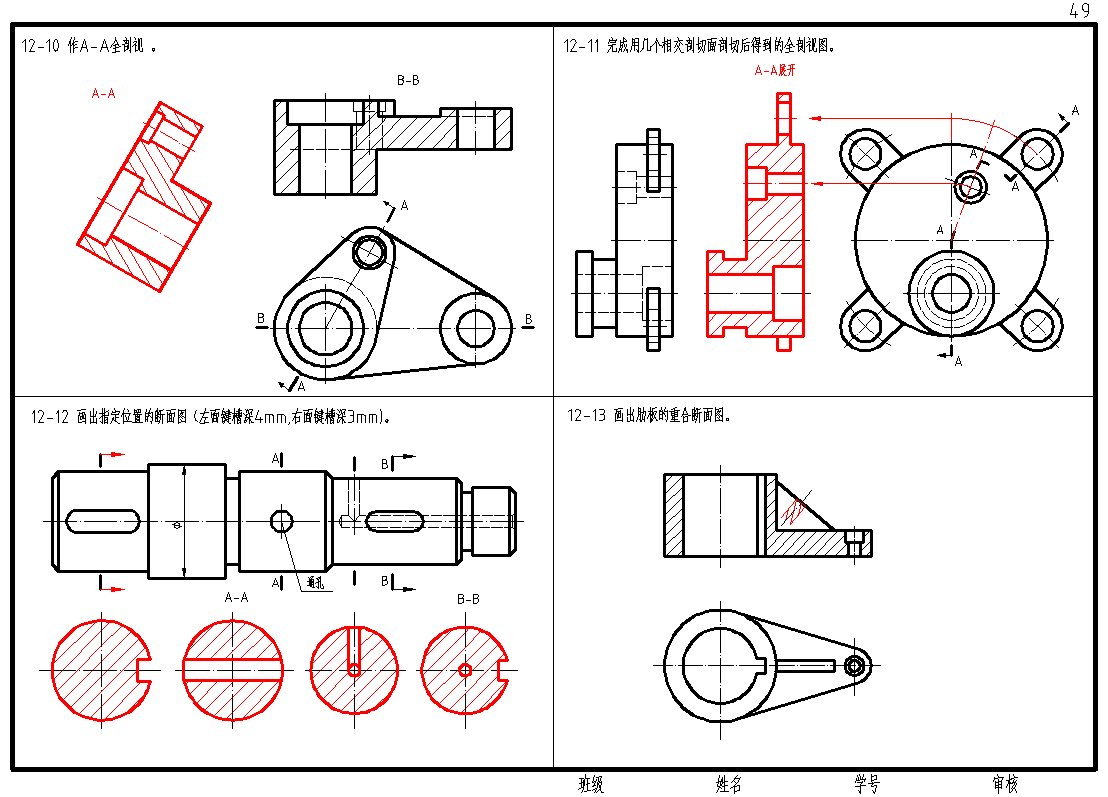 49
12-10 作A-A全剖视 。
A-A
B-B
A
B
B
A
12-11 完成用几个相交剖切面剖切后得到的全剖视图。
A-A展开
A
A
A
A
A
12-12 画出指定位置的断面图 (左面键槽深4mm,右面键槽深3mm)。
A
B
φ
A
B
通孔
A-A
B-B
12-13 画出肋板的重合断面图。
班级 姓名 学号 审核